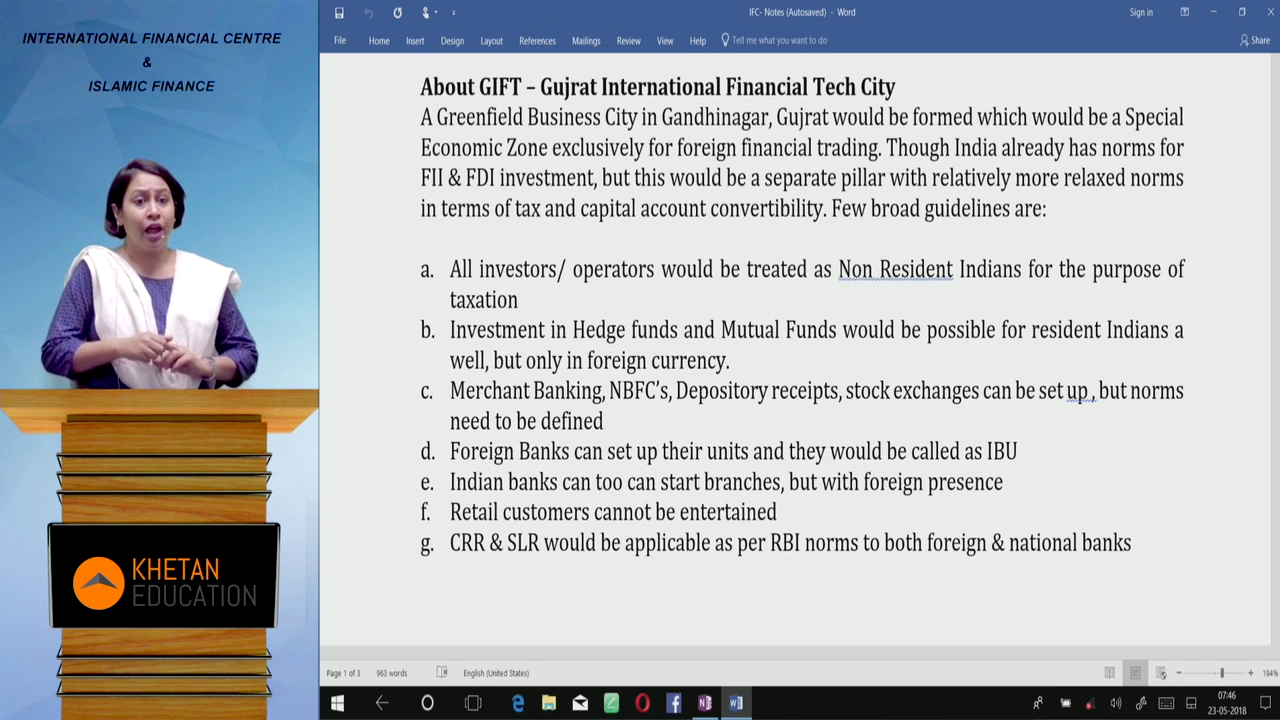 INTERNATIONAL FINANCIAL CENTRE
&
ISLAMIC FINANCE
KHETAN
EDUCATION
IFC- Notes (Autosaved) - Word
Sign in
File Home Insert Design Layout References Mailings Review View Help Tell me what you want to do
Share
About GIFT – Gujrat International Financial Tech City
A Greenfield Business City in Gandhinagar, Gujrat would be formed which would be a Special
Economic Zone exclusively for foreign financial trading. Though India already has norms for
FII & FDI investment, but this would be a separate pillar with relatively more relaxed norms
in terms of tax and capital account convertibility. Few broad guidelines are:
a. All investors/ operators would be treated as Non Resident Indians for the purpose of
taxation
b. Investment in Hedge funds and Mutual Funds would be possible for resident Indians a
well, but only in foreign currency.
c. Merchant Banking, NBFC's, Depository receipts, stock exchanges can be set up , but norms
need to be defined
d. Foreign Banks can set up their units and they would be called as IBU
e. Indian banks can too can start branches, but with foreign presence
f. Retail customers cannot be entertained
g. CRR & SLR would be applicable as per RBI norms to both foreign & national banks
Page 1 of 3 963 words English (United States) 194%
07:46
23-05-2018